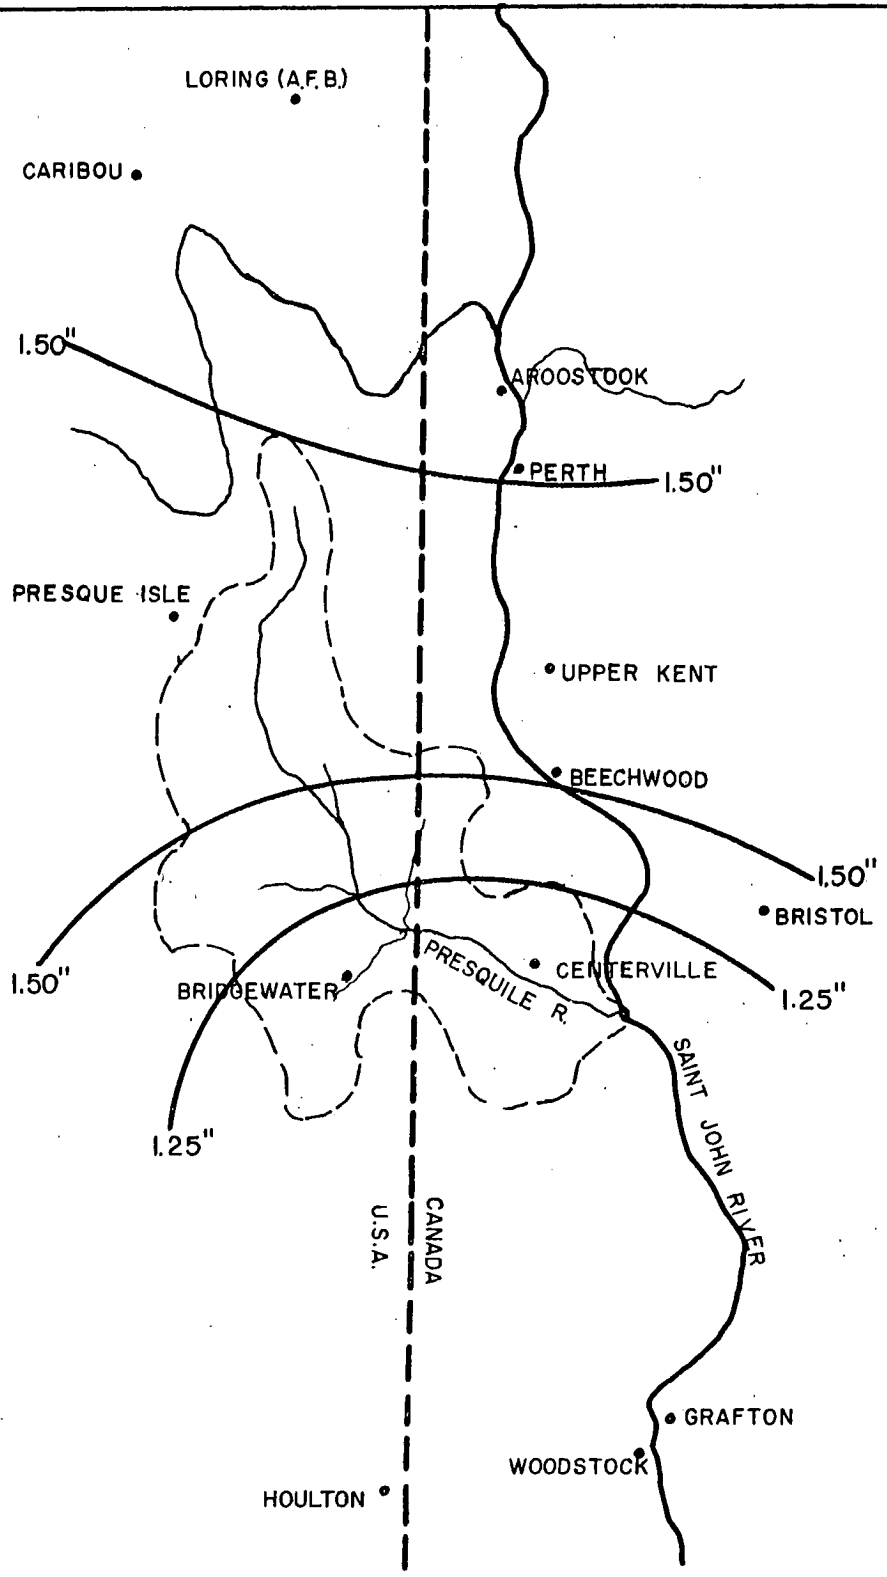 LORING (A.F.B.)
CARIBOU
1.50"
AROOSTOOK
PERTH
1.50"
PRESQUE ISLE
UPPER KENT
BEECHWOOD
1.50"
BRISTOL
1.50"
BRIDGEWATER
PRESQUILE R.
CENTERVILLE
1.25"
SAINT JOHN RIVER
1.25"
U.S.A.
CANADA
GRAFTON
WOODSTOCK
HOULTON